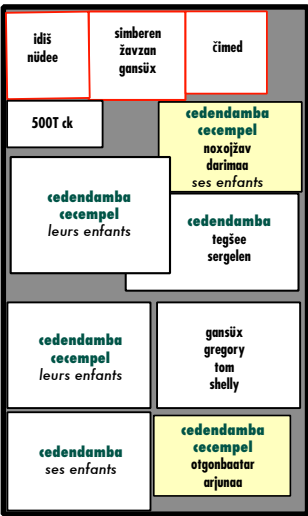 idiš
nüdee
simberen
žavzan
gansüx
čimed
500T ck
cedendamba
cecempel
noxojžav
darimaa
ses enfants
cedendamba
cecempel
leurs enfants
cedendamba
tegšee
sergelen
cedendamba
cecempel
leurs enfants
gansüx
gregory
tom
shelly
cedendamba
ses enfants
cedendamba
cecempel
otgonbaatar
arjunaa